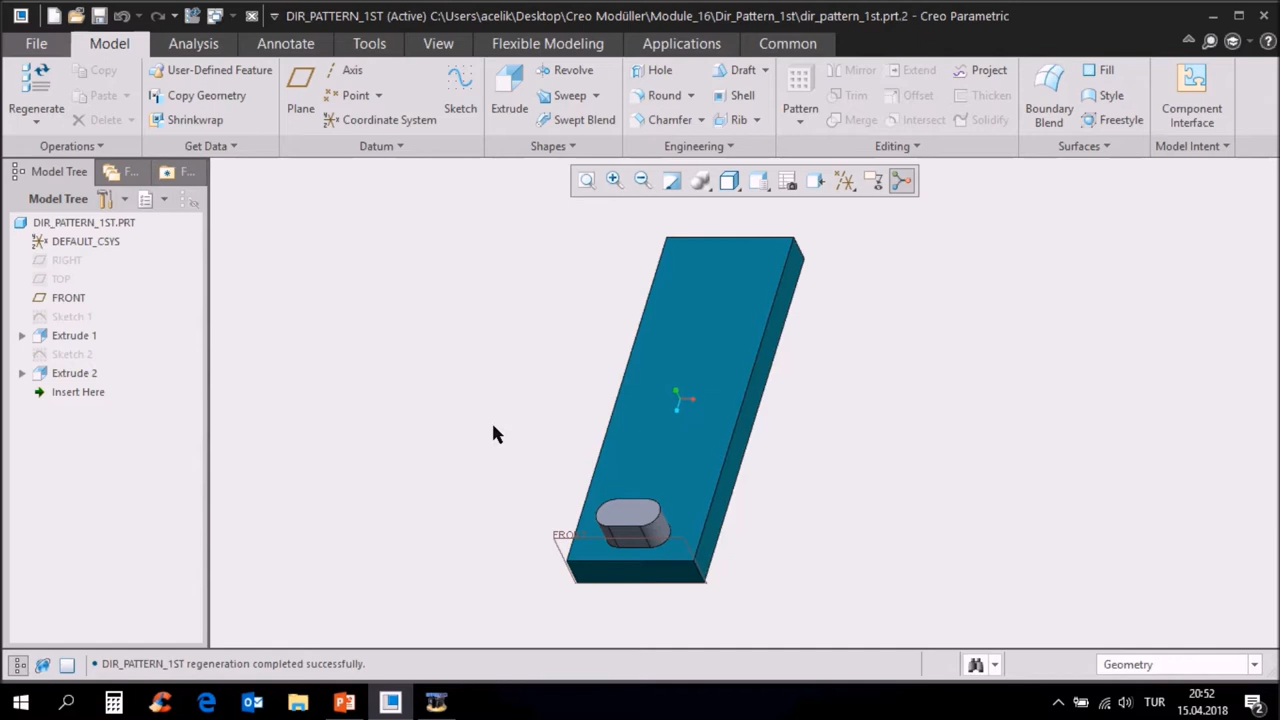 DIR_PATTERN_1ST (Active) C:\Users\acelik\Desktop\Creo Modüller\Module_16\Dir_Pattern_1st\dir_pattern_1st.prt.2 - Creo Parametric
File Model Analysis Annotate Tools View Flexible Modeling Applications Common
Regenerate
Copy
Paste
Delete
Operations
User-Defined Feature
Copy Geometry
Shrinkwrap
Get Data
Plane
Axis
Point
Coordinate System
Sketch
Datum
Extrude
Revolve
Sweep
Swept Blend
Shapes
Hole
Round
Chamfer
Draft
Shell
Rib
Engineering
Pattern
Mirror
Trim
Merge
Extend
Offset
Intersect
Project
Thicken
Solidify
Editing
Boundary Blend
Fill
Style
Freestyle
Surfaces
Component Interface
Model Intent
Model Tree
F...
F...
Model Tree
DIR_PATTERN_1ST.PRT
DEFAULT_CSYS
RIGHT
TOP
FRONT
Sketch 1
Extrude 1
Sketch 2
Extrude 2
Insert Here
DIR_PATTERN_1ST regeneration completed successfully.
Geometry
TUR
20:52
15.04.2018
2